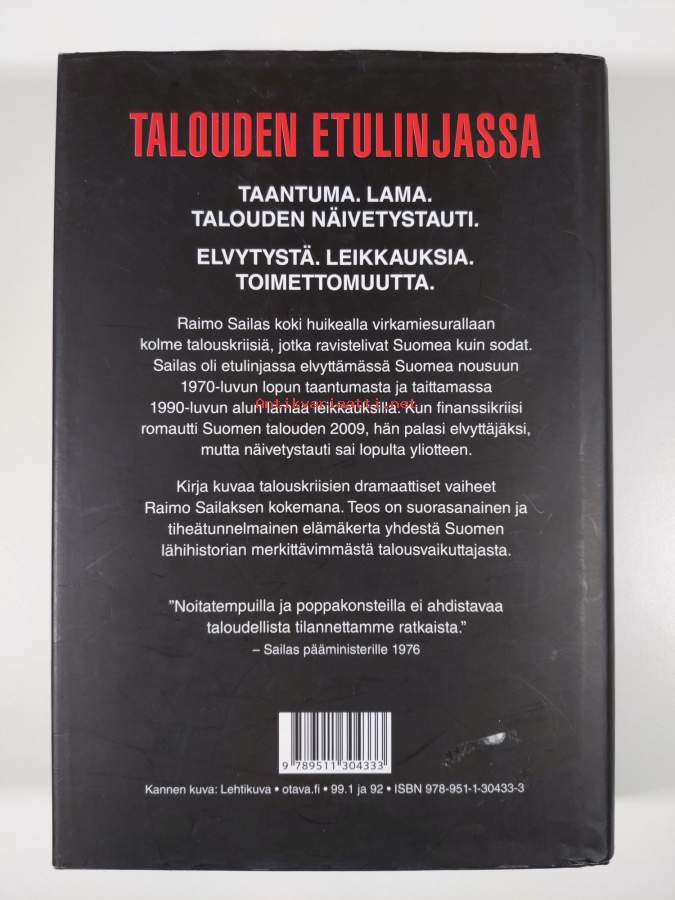 TALOUDEN ETULINJASSA
TAANTUMA. LAMA.
TALOUDEN NÄIVETYSTAUTI.
ELVYTYSTÄ. LEIKKAUKSIA.
TOIMETTOMUUTTA.
Raimo Sailas koki huikealla virkamiesurallaan
kolme talouskriisiä, jotka ravistelivat Suomea kuin sodat.
Sailas oli etulinjassa elvyttämässä Suomea nousuun
1970-luvun lopun taantumasta ja taittamassa
1990-luvun alun lamaa leikkauksilla. Kun finanssikriisi
Antikvariaatti.net
romautti Suomen talouden 2009, hän palasi elvyttäjäksi,
mutta näivetystauti sai lopulta yliotteen.
Kirja kuvaa talouskriisien dramaattiset vaiheet
Raimo Sailaksen kokemana. Teos on suorasanainen ja
tiheätunnelmainen elämäkerta yhdestä Suomen
lähihistorian merkittävimmästä talousvaikuttajasta.
”Noitatempuilla ja poppakonsteilla ei ahdistavaa
taloudellista tilannettamme ratkaista.”
– Sailas pääministerille 1976
9 789511 304333
Kannen kuva: Lehtikuva • otava.fi • 99.1 ja 92 • ISBN 978-951-1-30433-3